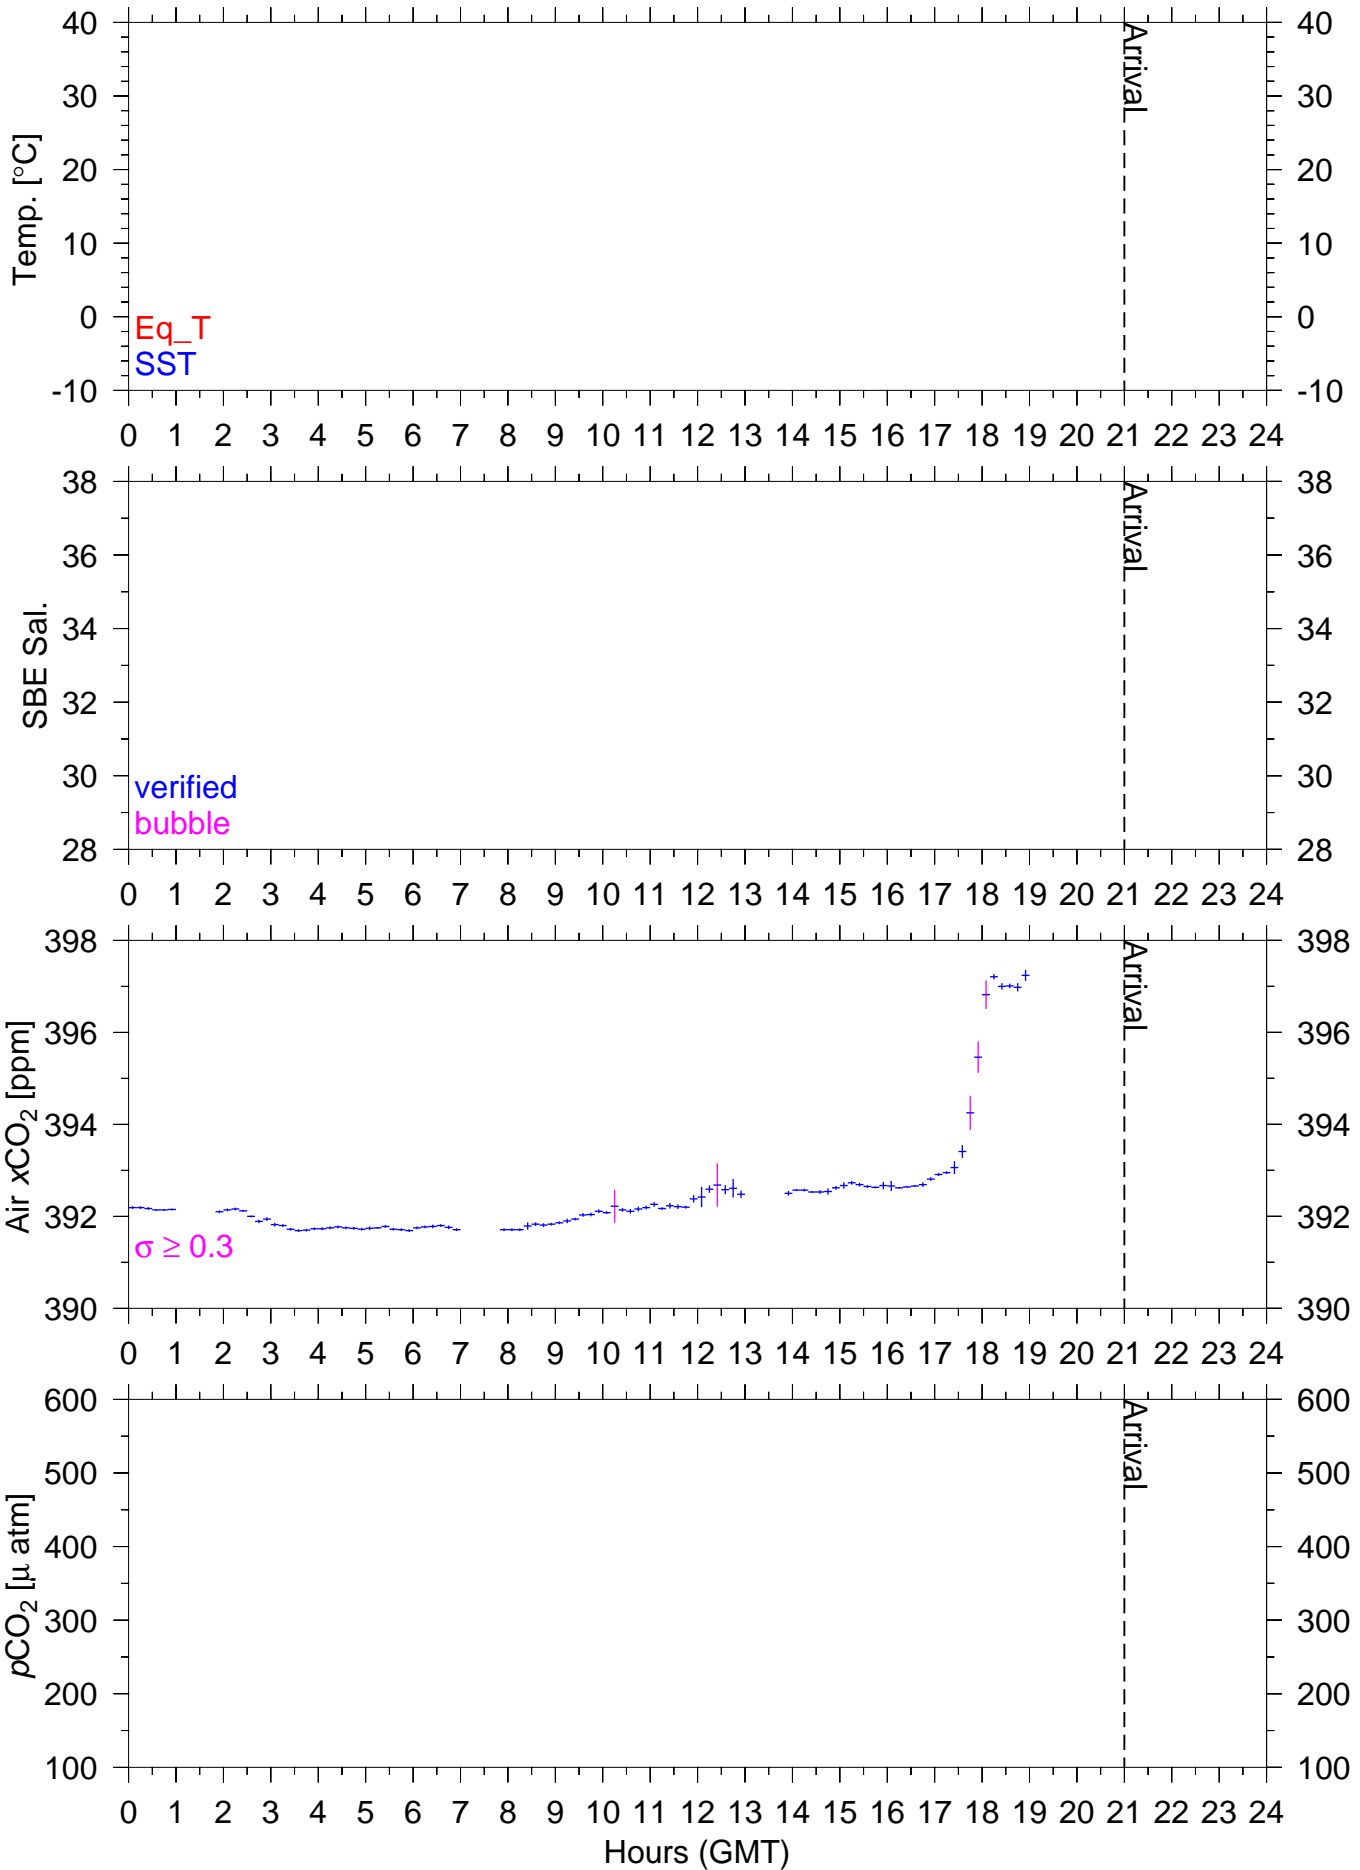 40 40
30 30
20 20
10 10
0 0
-10 -10
Temp. [°C]
Eq_T
SST
Arrival
0 1 2 3 4 5 6 7 8 9 10 11 12 13 14 15 16 17 18 19 20 21 22 23 24
38 38
36 36
34 34
32 32
30 30
28 28
SBE Sal.
verified
bubble
Arrival
0 1 2 3 4 5 6 7 8 9 10 11 12 13 14 15 16 17 18 19 20 21 22 23 24
398 398
396 396
394 394
392 392
390 390
Air xCO₂ [ppm]
σ ≥ 0.3
Arrival
0 1 2 3 4 5 6 7 8 9 10 11 12 13 14 15 16 17 18 19 20 21 22 23 24
600 600
500 500
400 400
300 300
200 200
100 100
pCO₂ [µ atm]
Arrival
0 1 2 3 4 5 6 7 8 9 10 11 12 13 14 15 16 17 18 19 20 21 22 23 24
Hours (GMT)